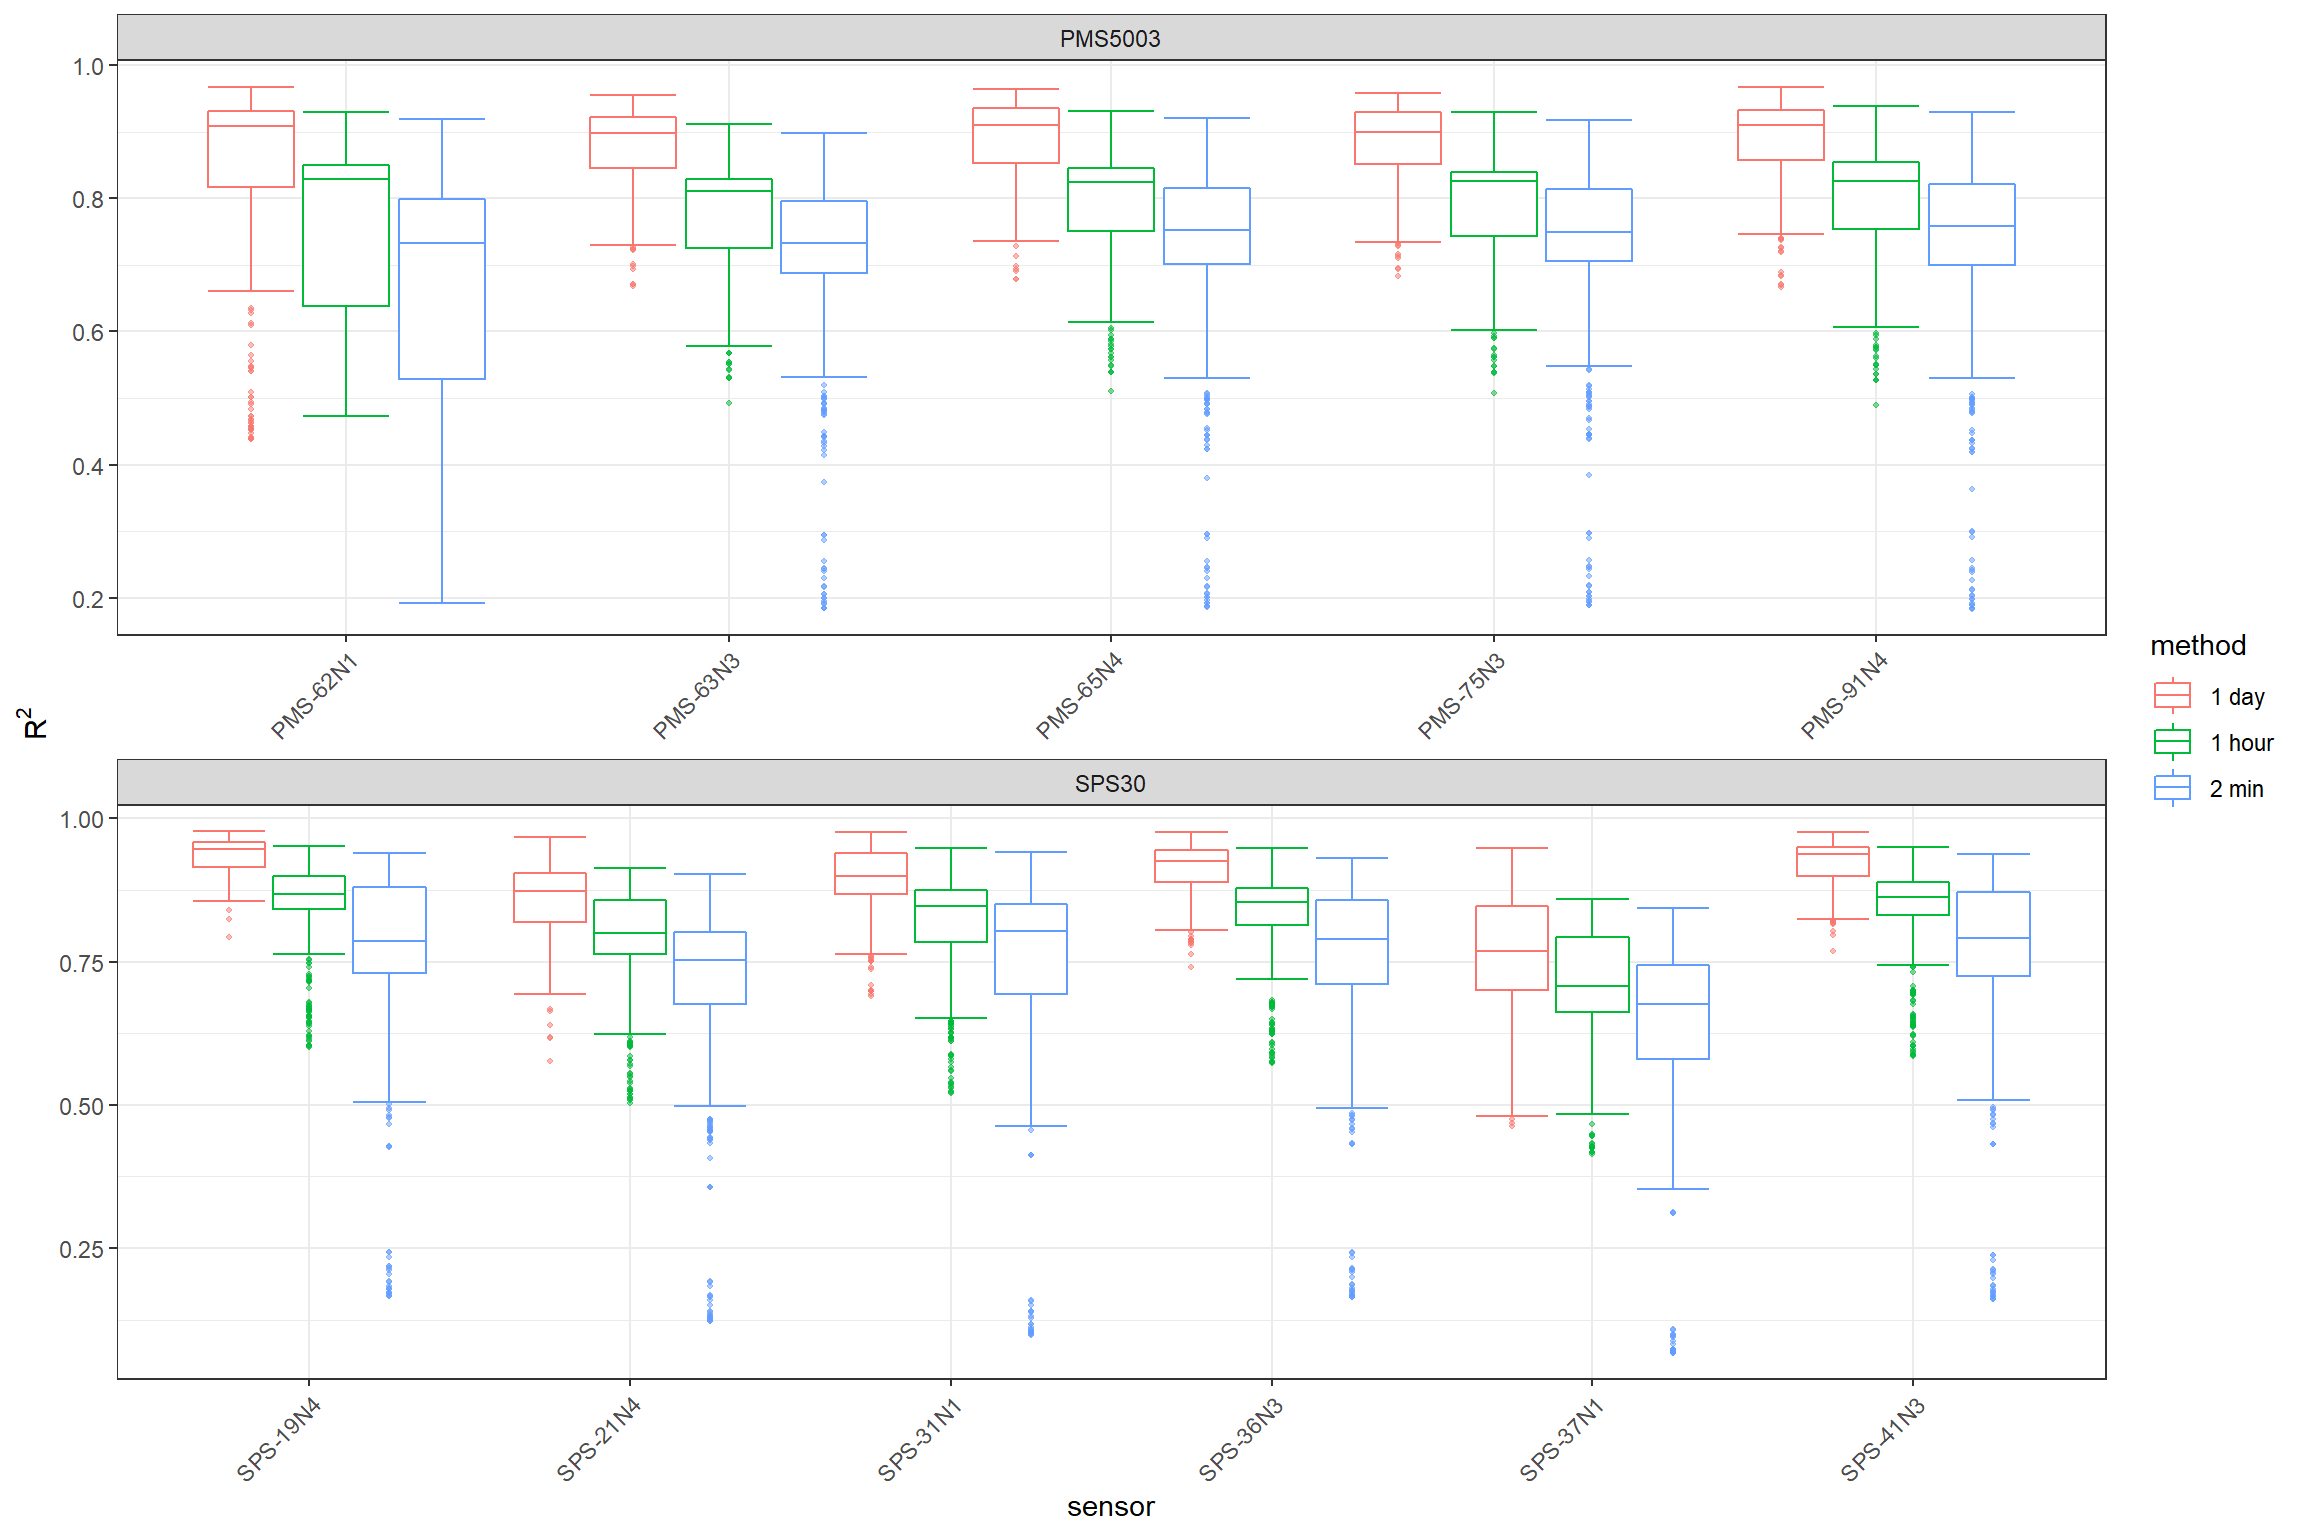 PMS5003
1.0
0.8
0.6
0.4
0.2
PMS-62N1
PMS-63N3
PMS-65N4
PMS-75N3
PMS-91N4
R²
method
1 day
1 hour
2 min
SPS30
1.00
0.75
0.50
0.25
SPS-19N4
SPS-21N4
SPS-31N1
SPS-36N3
SPS-37N1
SPS-41N3
sensor